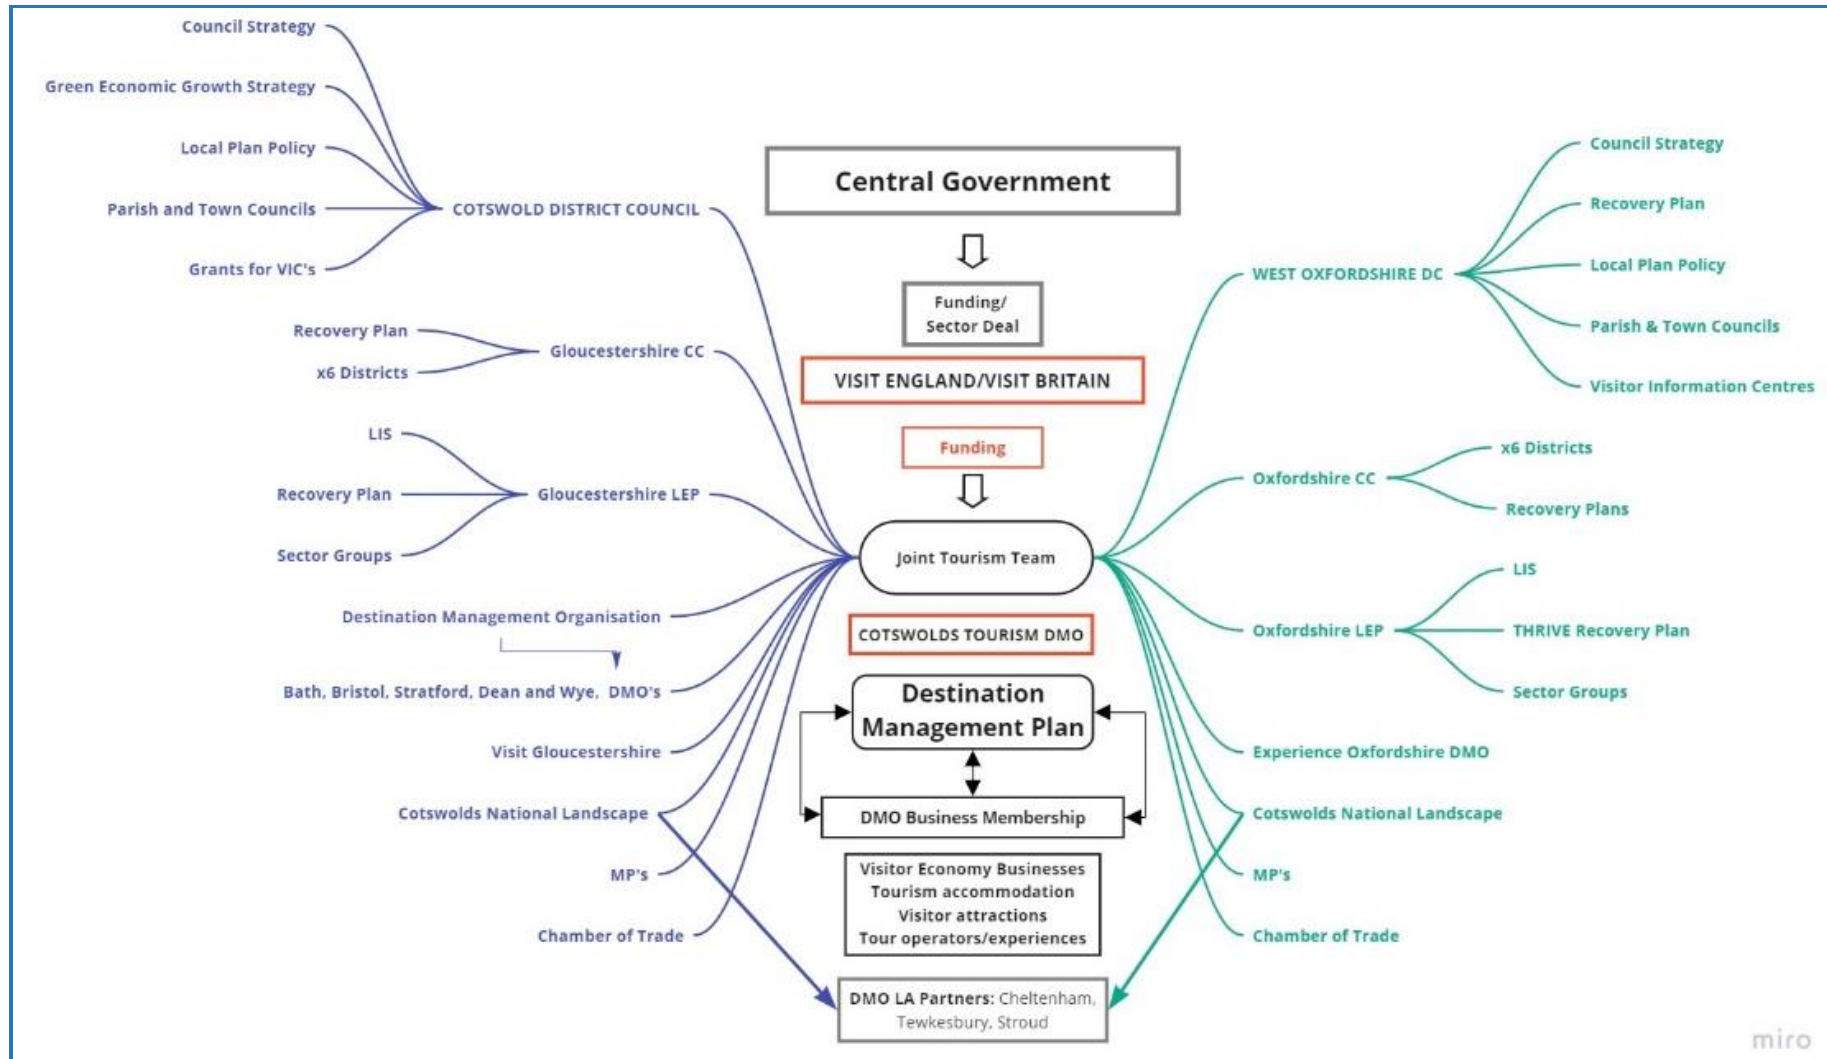 Council Strategy
Green Economic Growth Strategy
Local Plan Policy
Parish and Town Councils
Grants for VIC's
COTSWOLD DISTRICT COUNCIL
Recovery Plan
x6 Districts
Gloucestershire CC
LIS
Recovery Plan
Sector Groups
Gloucestershire LEP
Destination Management Organisation
Bath, Bristol, Stratford, Dean and Wye, DMO's
Visit Gloucestershire
Cotswolds National Landscape
MP's
Chamber of Trade
Central Government
Funding/
Sector Deal
VISIT ENGLAND/VISIT BRITAIN
Funding
Joint Tourism Team
COTSWOLDS TOURISM DMO
Destination
Management Plan
DMO Business Membership
Visitor Economy Businesses
Tourism accommodation
Visitor attractions
Tour operators/experiences
DMO LA Partners: Cheltenham,
Tewkesbury, Stroud
WEST OXFORDSHIRE DC
Council Strategy
Recovery Plan
Local Plan Policy
Parish & Town Councils
Visitor Information Centres
Oxfordshire CC
x6 Districts
Recovery Plans
Oxfordshire LEP
LIS
THRIVE Recovery Plan
Sector Groups
Experience Oxfordshire DMO
Cotswolds National Landscape
MP's
Chamber of Trade
miro